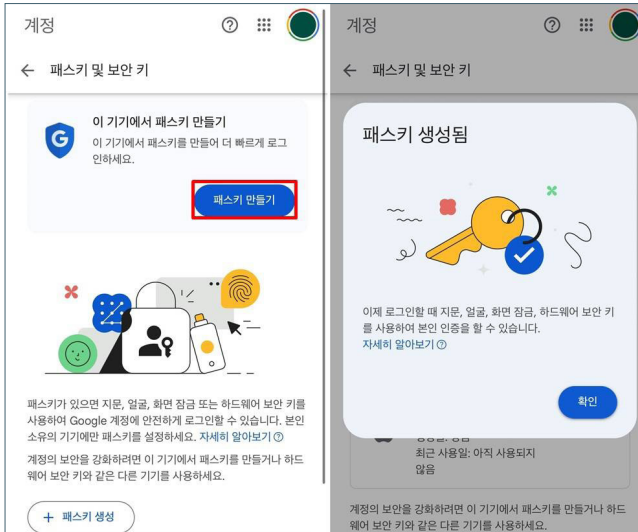 계정
패스키 및 보안 키
이 기기에서 패스키 만들기
이 기기에서 패스키를 만들어 더 빠르게 로그
인하세요.
패스키 만들기
패스키가 있으면 지문, 얼굴, 화면 잠금 또는 하드웨어 보안 키를
사용하여 Google 계정에 안전하게 로그인할 수 있습니다. 본인
소유의 기기에만 패스키를 설정하세요. 자세히 알아보기
계정의 보안을 강화하려면 이 기기에서 패스키를 만들거나 하드
웨어 보안 키와 같은 다른 기기를 사용하세요.
+ 패스키 생성
계정
패스키 및 보안 키
패스키 생성됨
이제 로그인할 때 지문, 얼굴, 화면 잠금, 하드웨어 보안 키
를 사용하여 본인 인증을 할 수 있습니다.
자세히 알아보기
확인
최근 사용일: 아직 사용되지
않음
계정의 보안을 강화하려면 이 기기에서 패스키를 만들거나 하드
웨어 보안 키와 같은 다른 기기를 사용하세요.